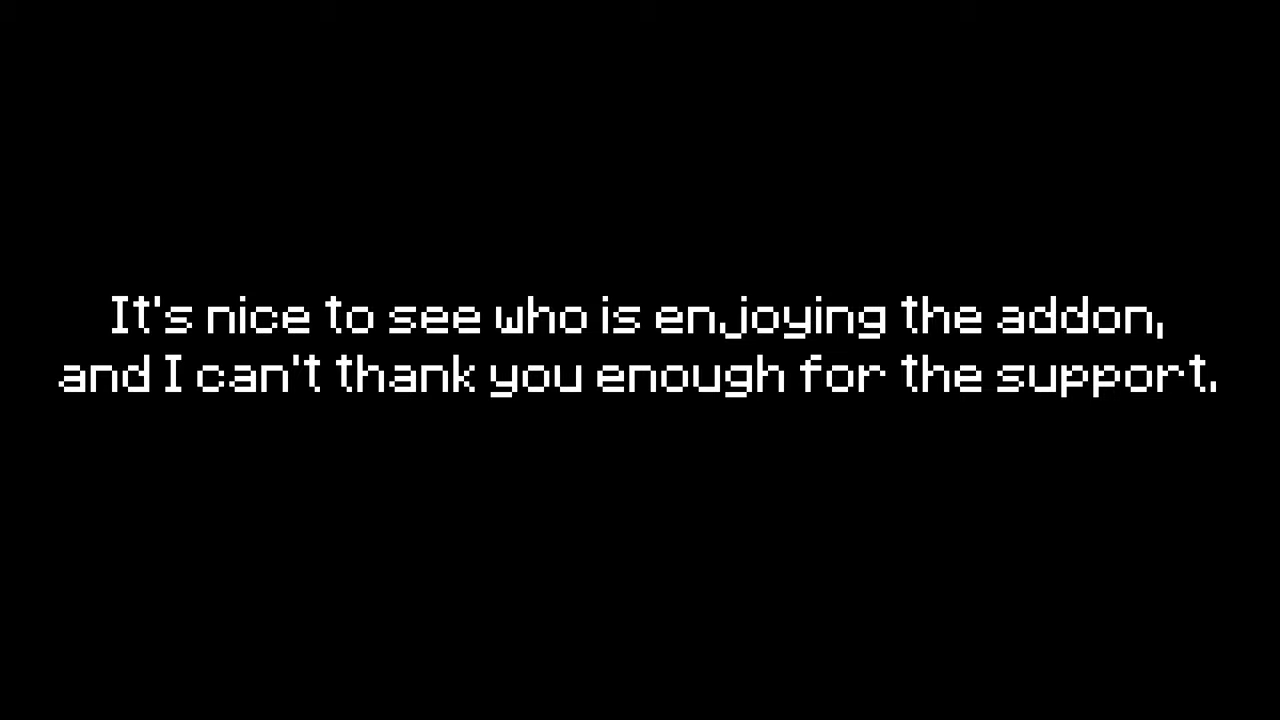 It's nice to see who is enjoying the addon,
and I can't thank you enough for the support.